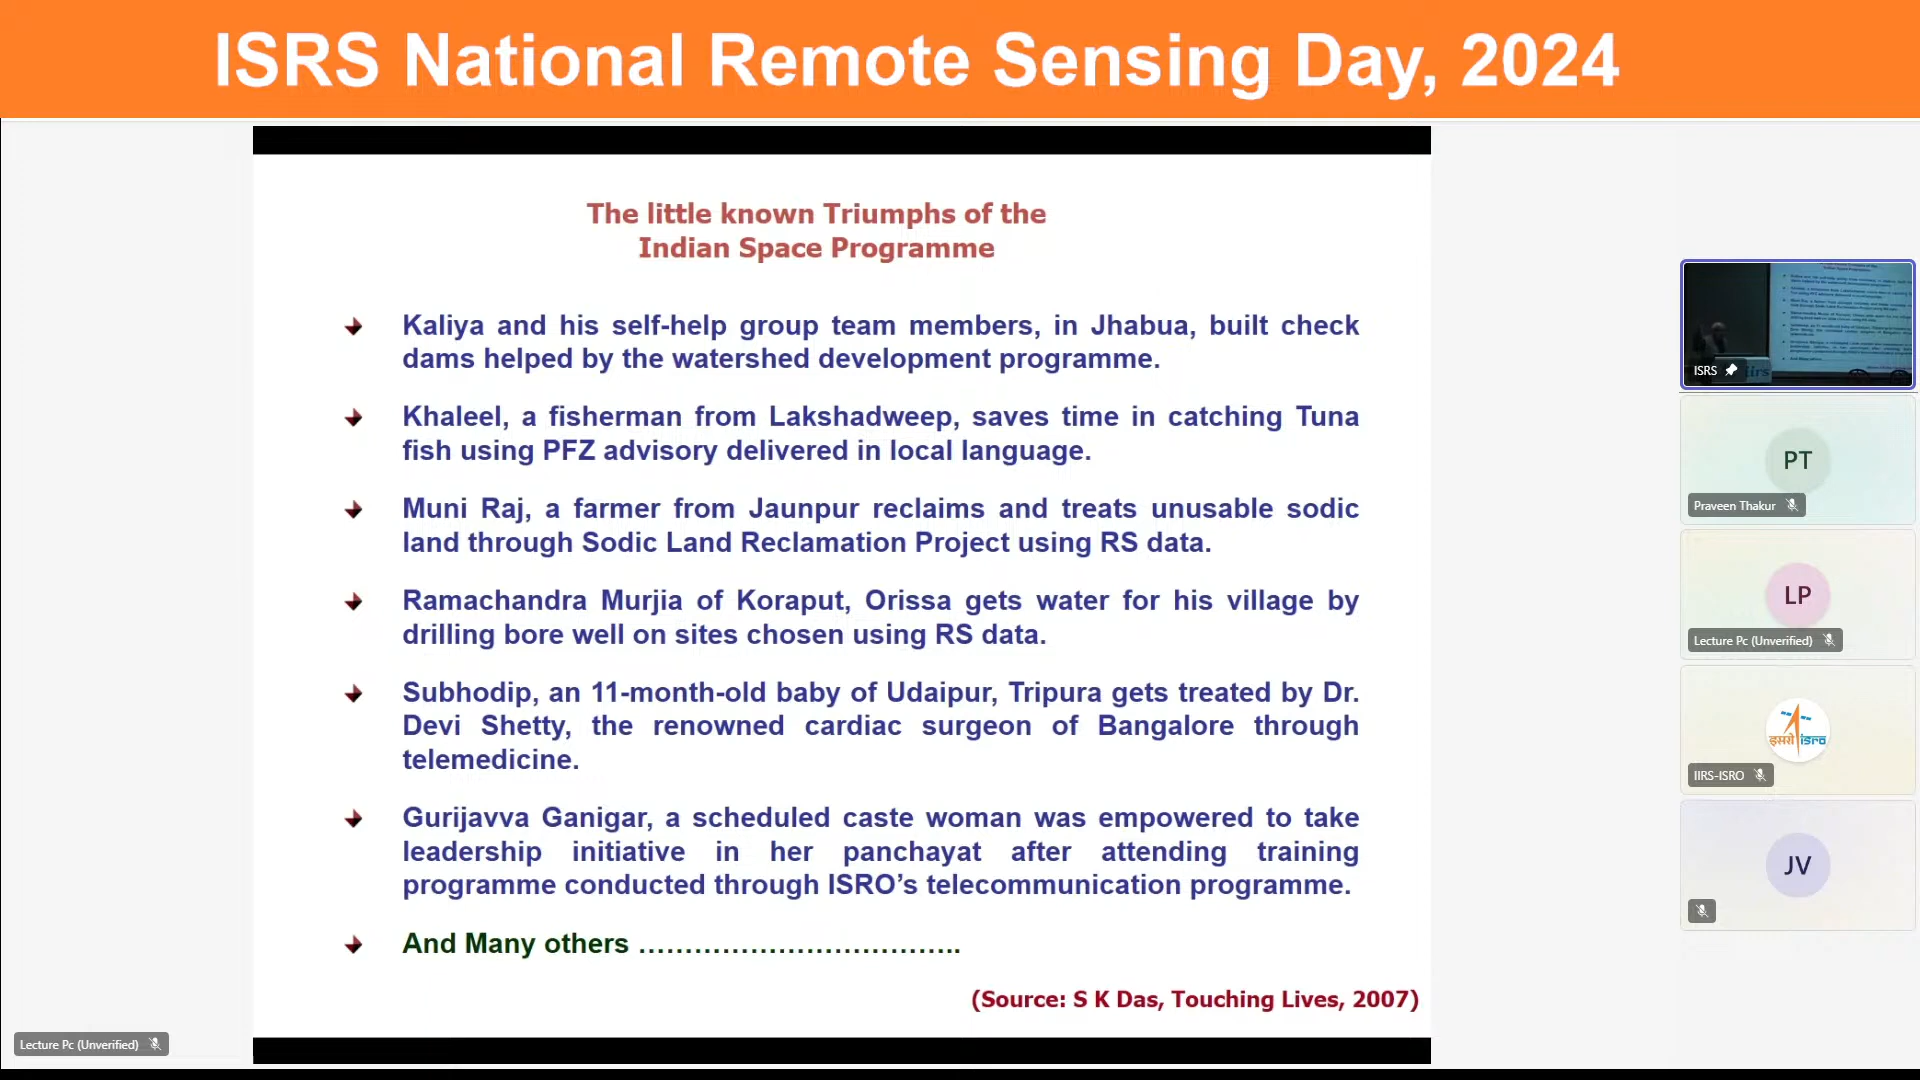 ISRS National Remote Sensing Day, 2024
The little known Triumphs of the
Indian Space Programme
Kaliya and his self-help group team members, in Jhabua, built check
dams helped by the watershed development programme.
Khaleel, a fisherman from Lakshadweep, saves time in catching Tuna
fish using PFZ advisory delivered in local language.
Muni Raj, a farmer from Jaunpur reclaims and treats unusable sodic
land through Sodic Land Reclamation Project using RS data.
Ramachandra Murjia of Koraput, Orissa gets water for his village by
drilling bore well on sites chosen using RS data.
Subhodip, an 11-month-old baby of Udaipur, Tripura gets treated by Dr.
Devi Shetty, the renowned cardiac surgeon of Bangalore through
telemedicine.
Gurijavva Ganigar, a scheduled caste woman was empowered to take
leadership initiative in her panchayat after attending training
programme conducted through ISRO’s telecommunication programme.
And Many others ……………………………..
(Source: S K Das, Touching Lives, 2007)
Lecture Pc (Unverified)
ISRS
iirs
PT
Praveen Thakur
LP
Lecture Pc (Unverified)
इसरो isro
IIRS-ISRO
JV